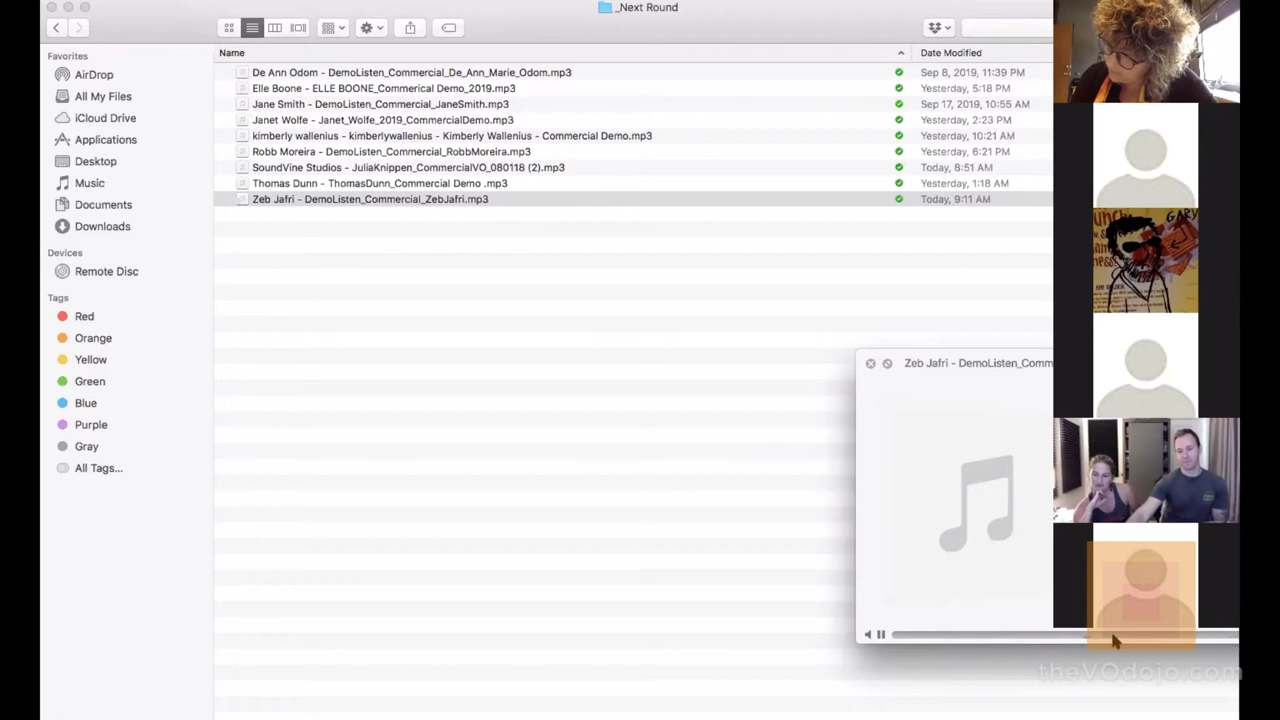 _Next Round
Name
Date Modified
Favorites
AirDrop
All My Files
iCloud Drive
Applications
Desktop
Music
Documents
Downloads
Devices
Remote Disc
Tags
Red
Orange
Yellow
Green
Blue
Purple
Gray
All Tags...
De Ann Odom - DemoListen_Commercial_De_Ann_Marie_Odom.mp3 Sep 8, 2019, 11:39 PM
Elle Boone - ELLE BOONE_Commerical Demo_2019.mp3 Yesterday, 5:18 PM
Jane Smith - DemoListen_Commercial_JaneSmith.mp3 Sep 17, 2019, 10:55 AM
Janet Wolfe - Janet_Wolfe_2019_CommercialDemo.mp3 Yesterday, 2:23 PM
kimberly wallenius - kimberlywallenius - Kimberly Wallenius - Commercial Demo.mp3 Yesterday, 10:21 AM
Robb Moreira - DemoListen_Commercial_RobbMoreira.mp3 Yesterday, 6:21 PM
SoundVine Studios - JuliaKnippen_CommercialVO_080118 (2).mp3 Today, 8:51 AM
Thomas Dunn - ThomasDunn_Commercial Demo .mp3 Yesterday, 1:18 AM
Zeb Jafri - DemoListen_Commercial_ZebJafri.mp3 Today, 9:11 AM
GARY
Zeb Jafri - DemoListen_Comm
theVOdojo.com